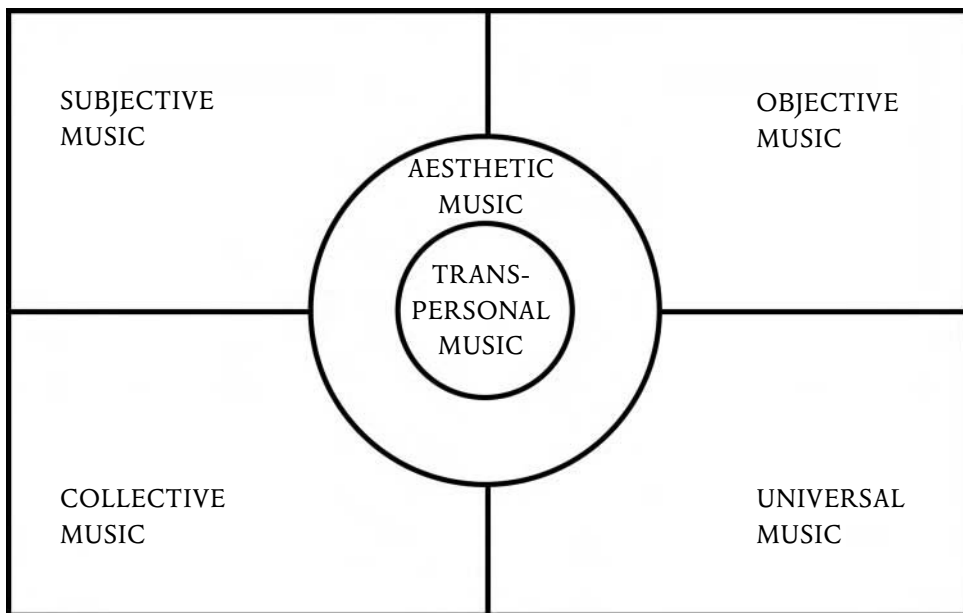 SUBJECTIVE
MUSIC
OBJECTIVE
MUSIC
AESTHETIC
MUSIC
TRANS-
PERSONAL
MUSIC
COLLECTIVE
MUSIC
UNIVERSAL
MUSIC